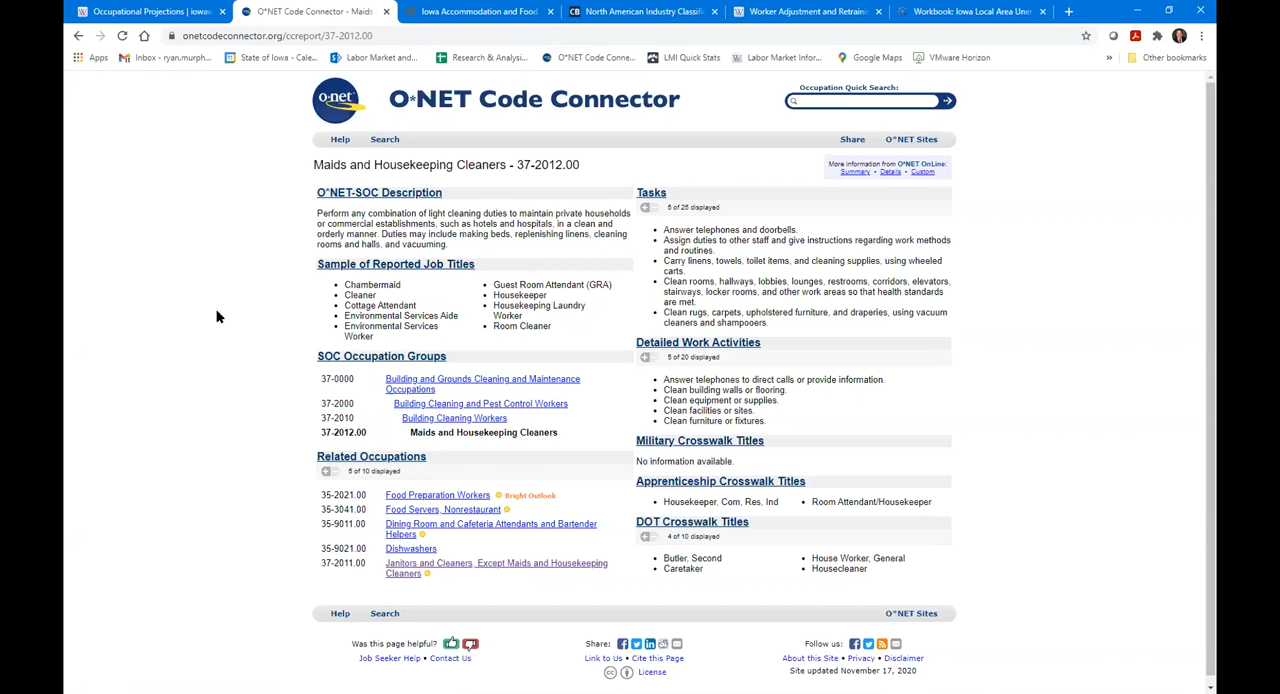 Occupational Projections | iowaw
O*NET Code Connector - Maids
Iowa Accommodation and Food
North American Industry Classifi
Worker Adjustment and Retrainin
Workbook: Iowa Local Area Uner
onetcodeconnector.org/ccreport/37-2012.00
Apps
Inbox - ryan.murph...
State of Iowa - Cale...
Labor Market and...
Research & Analysi...
O*NET Code Conne...
LMI Quick Stats
Labor Market Infor...
Google Maps
VMware Horizon
»
Other bookmarks
o·net
O*NET Code Connector
Occupation Quick Search:
Help
Search
Share
O*NET Sites
Maids and Housekeeping Cleaners - 37-2012.00
More information from O*NET OnLine:
Summary • Details • Custom
O*NET-SOC Description
Perform any combination of light cleaning duties to maintain private households
or commercial establishments, such as hotels and hospitals, in a clean and
orderly manner. Duties may include making beds, replenishing linens, cleaning
rooms and halls, and vacuuming.
Sample of Reported Job Titles
• Chambermaid
• Cleaner
• Cottage Attendant
• Environmental Services Aide
• Environmental Services
Worker
• Guest Room Attendant (GRA)
• Housekeeper
• Housekeeping Laundry
Worker
• Room Cleaner
SOC Occupation Groups
37-0000 Building and Grounds Cleaning and Maintenance
Occupations
37-2000 Building Cleaning and Pest Control Workers
37-2010 Building Cleaning Workers
37-2012.00 Maids and Housekeeping Cleaners
Related Occupations
5 of 10 displayed
35-2021.00 Food Preparation Workers Bright Outlook
35-3041.00 Food Servers, Nonrestaurant
35-9011.00 Dining Room and Cafeteria Attendants and Bartender
Helpers
35-9021.00 Dishwashers
37-2011.00 Janitors and Cleaners, Except Maids and Housekeeping
Cleaners
Tasks
5 of 25 displayed
• Answer telephones and doorbells.
• Assign duties to other staff and give instructions regarding work methods
and routines.
• Carry linens, towels, toilet items, and cleaning supplies, using wheeled
carts.
• Clean rooms, hallways, lobbies, lounges, restrooms, corridors, elevators,
stairways, locker rooms, and other work areas so that health standards
are met.
• Clean rugs, carpets, upholstered furniture, and draperies, using vacuum
cleaners and shampooers.
Detailed Work Activities
5 of 20 displayed
• Answer telephones to direct calls or provide information.
• Clean building walls or flooring.
• Clean equipment or supplies.
• Clean facilities or sites.
• Clean furniture or fixtures.
Military Crosswalk Titles
No information available.
Apprenticeship Crosswalk Titles
• Housekeeper, Com, Res, Ind
• Room Attendant/Housekeeper
DOT Crosswalk Titles
4 of 10 displayed
• Butler, Second
• Caretaker
• House Worker, General
• Housecleaner
Help
Search
O*NET Sites
Was this page helpful?
Job Seeker Help • Contact Us
Share:
Link to Us • Cite this Page
License
Follow us:
About this Site • Privacy • Disclaimer
Site updated November 17, 2020